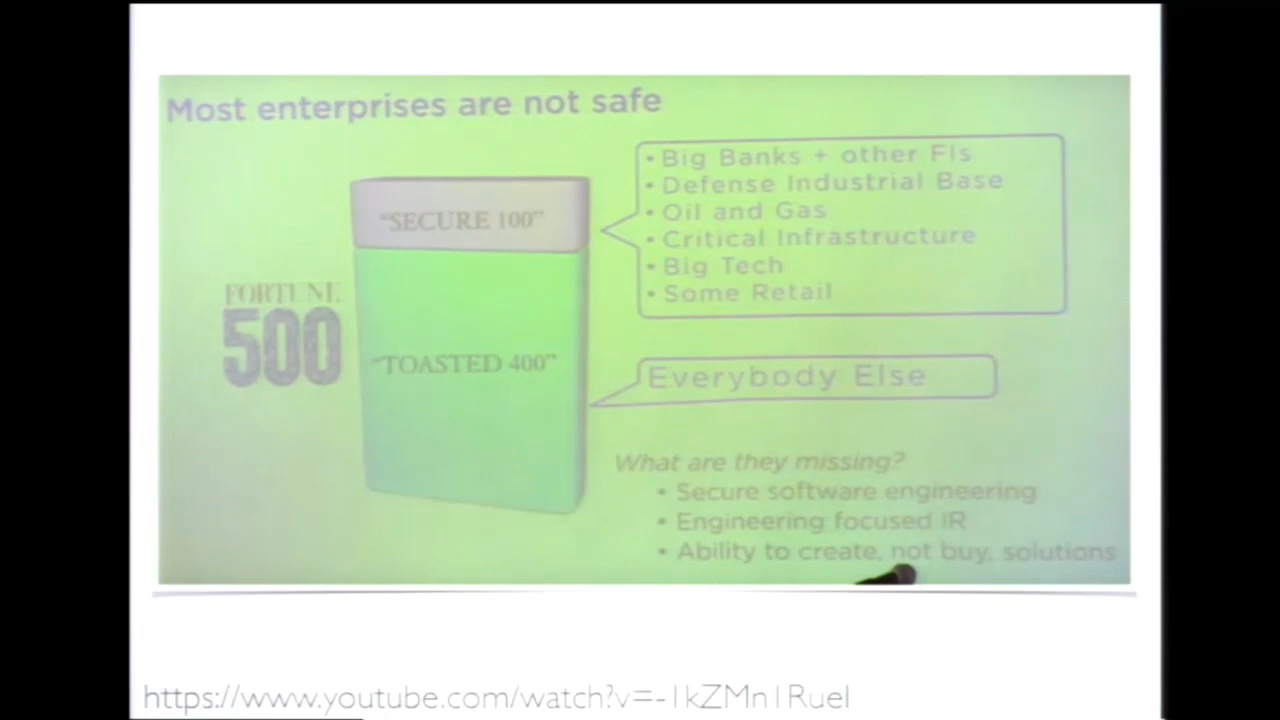 Most enterprises are not safe
• Big Banks + other FIs
• Defense Industrial Base
• Oil and Gas
• Critical Infrastructure
• Big Tech
• Some Retail
"SECURE 100"
FORTUNE
500
"TOASTED 400"
Everybody Else
What are they missing?
• Secure software engineering
• Engineering focused IR
• Ability to create, not buy, solutions
https://www.youtube.com/watch?v=-1kZMn1RueI